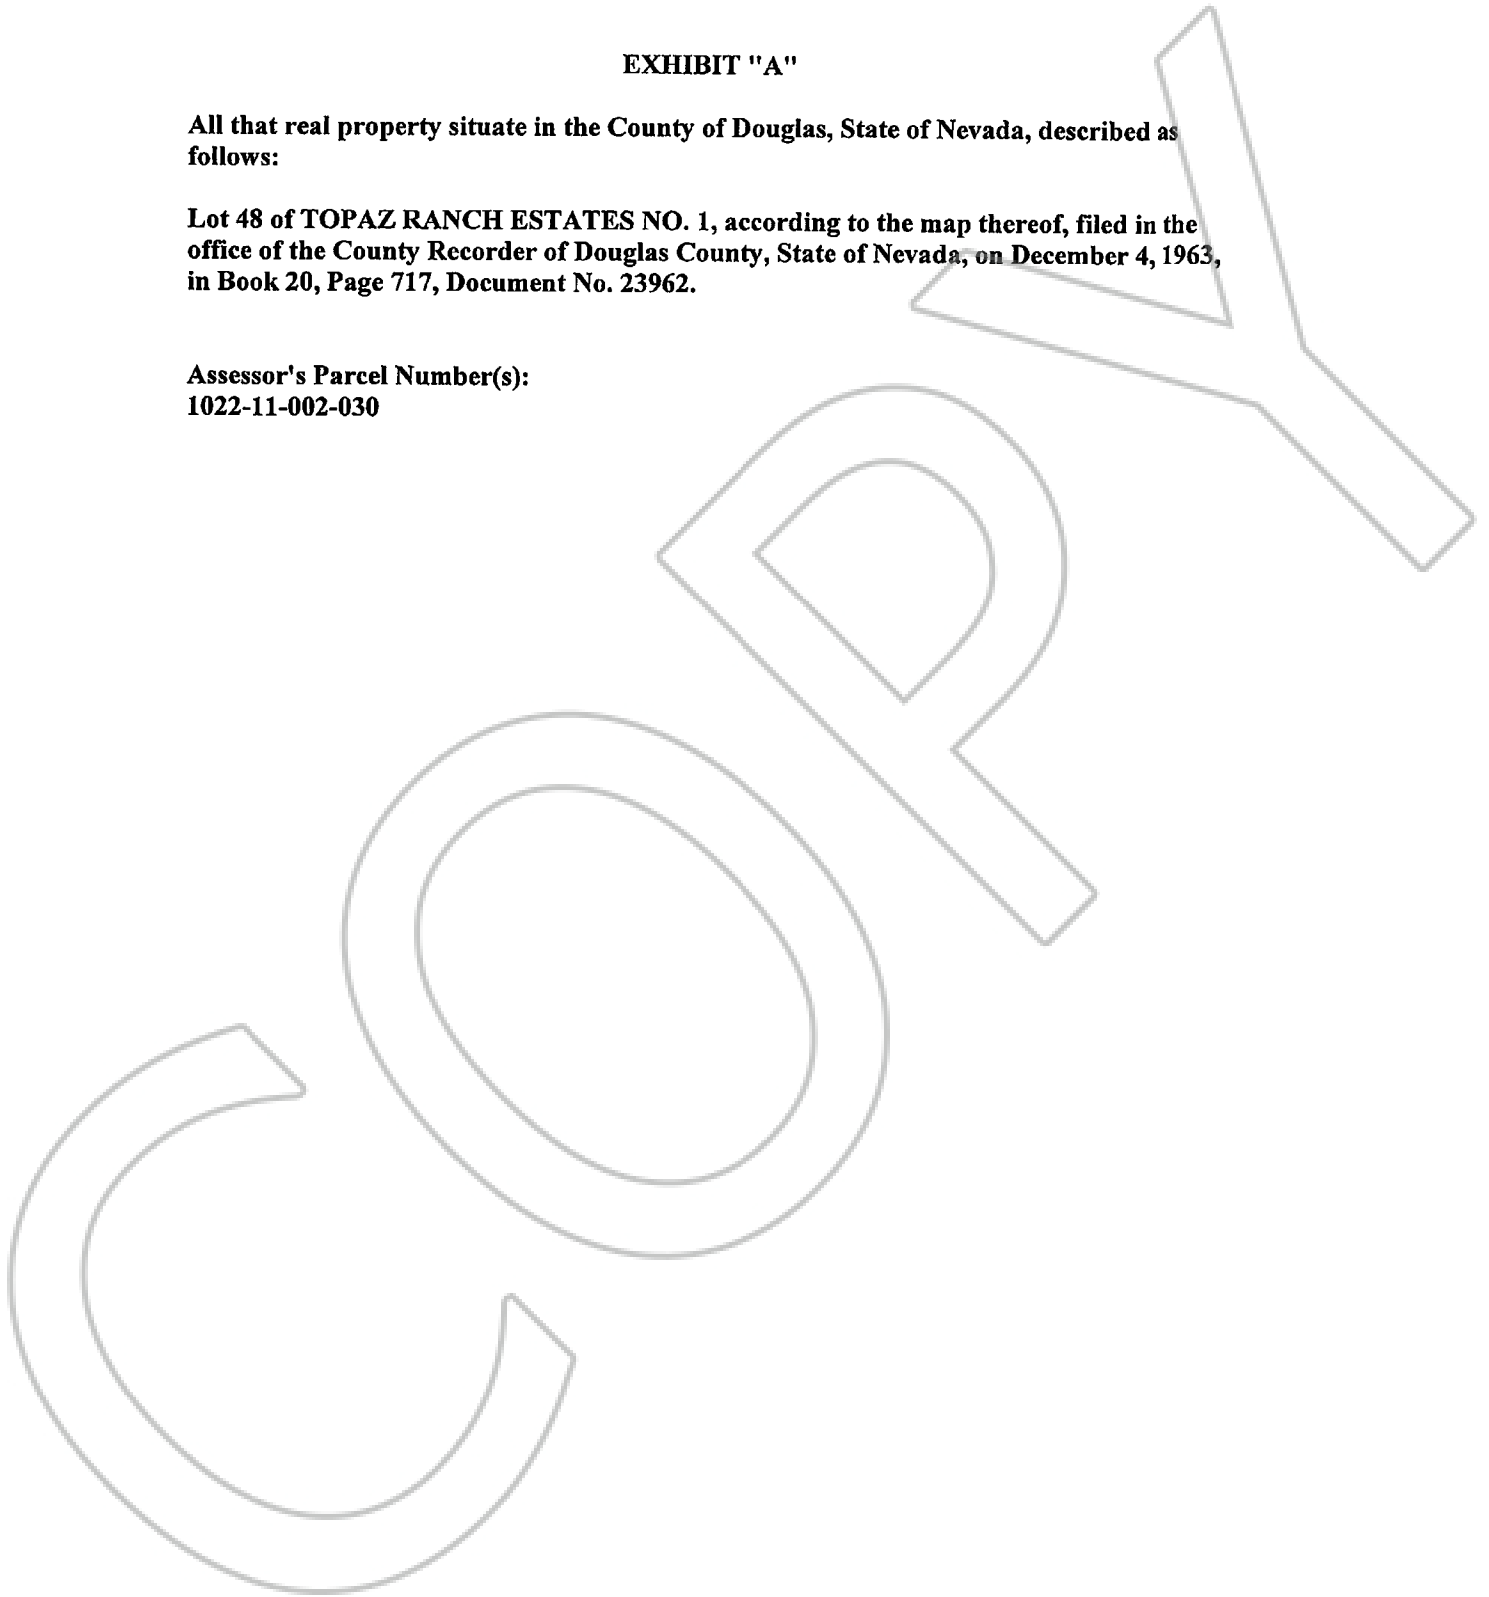 EXHIBIT "A"
All that real property situate in the County of Douglas, State of Nevada, described as
follows:
Lot 48 of TOPAZ RANCH ESTATES NO. 1, according to the map thereof, filed in the
office of the County Recorder of Douglas County, State of Nevada, on December 4, 1963,
in Book 20, Page 717, Document No. 23962.
Assessor's Parcel Number(s):
1022-11-002-030
COPY